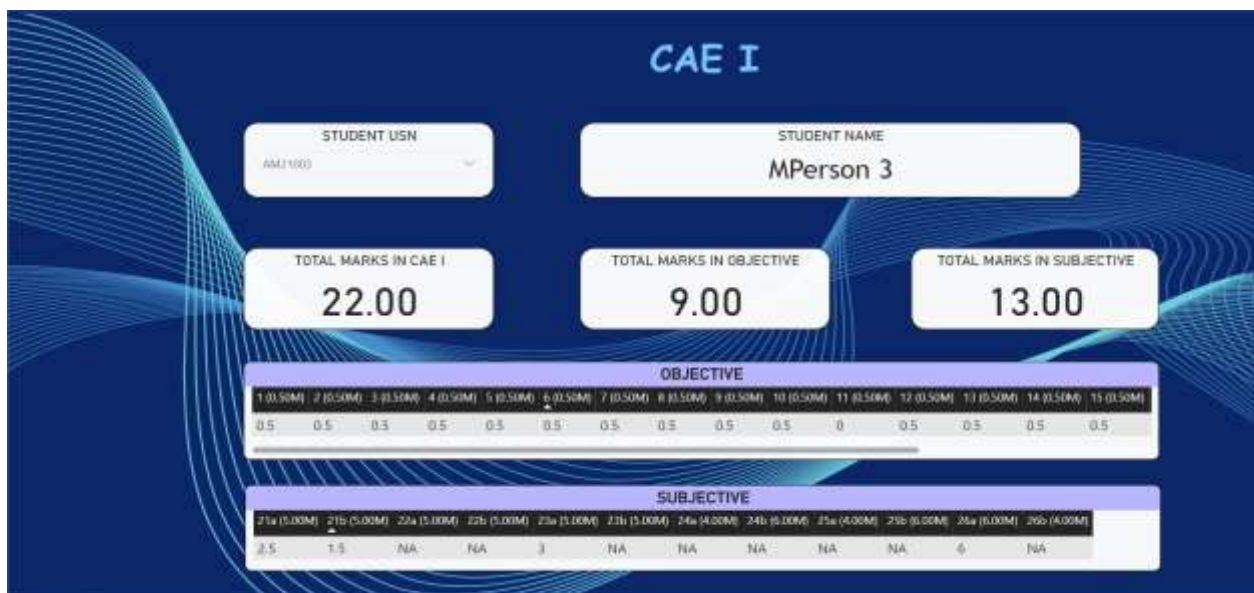 CAE I
STUDENT USN
AM21003
STUDENT NAME
MPerson 3
TOTAL MARKS IN CAE I
22.00
TOTAL MARKS IN OBJECTIVE
9.00
TOTAL MARKS IN SUBJECTIVE
13.00
OBJECTIVE
1 (0.50M) 2 (0.50M) 3 (0.50M) 4 (0.50M) 5 (0.50M) 6 (0.50M) 7 (0.50M) 8 (0.50M) 9 (0.50M) 10 (0.50M) 11 (0.50M) 12 (0.50M) 13 (0.50M) 14 (0.50M) 15 (0.50M)
0.5 0.5 0.5 0.5 0.5 0.5 0.5 0.5 0.5 0.5 0 0.5 0.5 0.5 0.5
SUBJECTIVE
21a (5.00M) 21b (5.00M) 22a (5.00M) 22b (5.00M) 23a (5.00M) 23b (5.00M) 24a (4.00M) 24b (6.00M) 25a (4.00M) 25b (6.00M) 26a (6.00M) 26b (4.00M)
2.5 1.5 NA NA 3 NA NA NA NA NA 6 NA